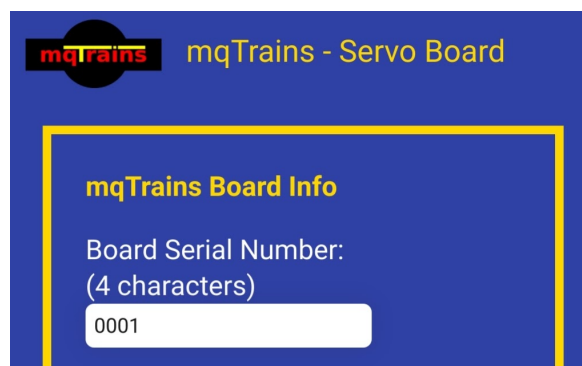 mqTrains
mqTrains - Servo Board
mqTrains Board Info
Board Serial Number:
(4 characters)
0001